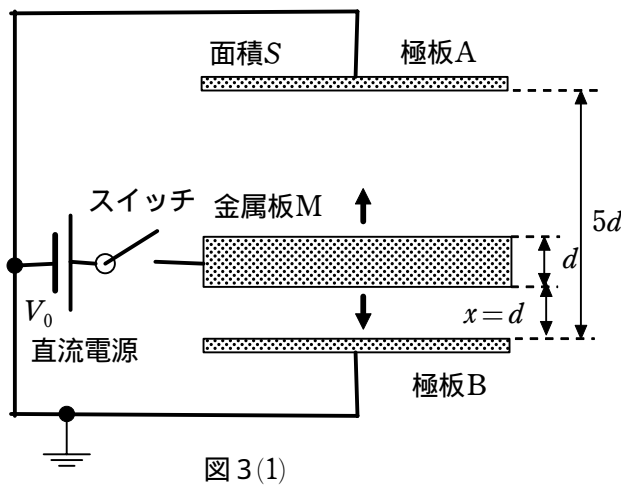 面積S 極板A
スイッチ 金属板M
5d
d
x=d
V₀
直流電源
極板B
図3(1)